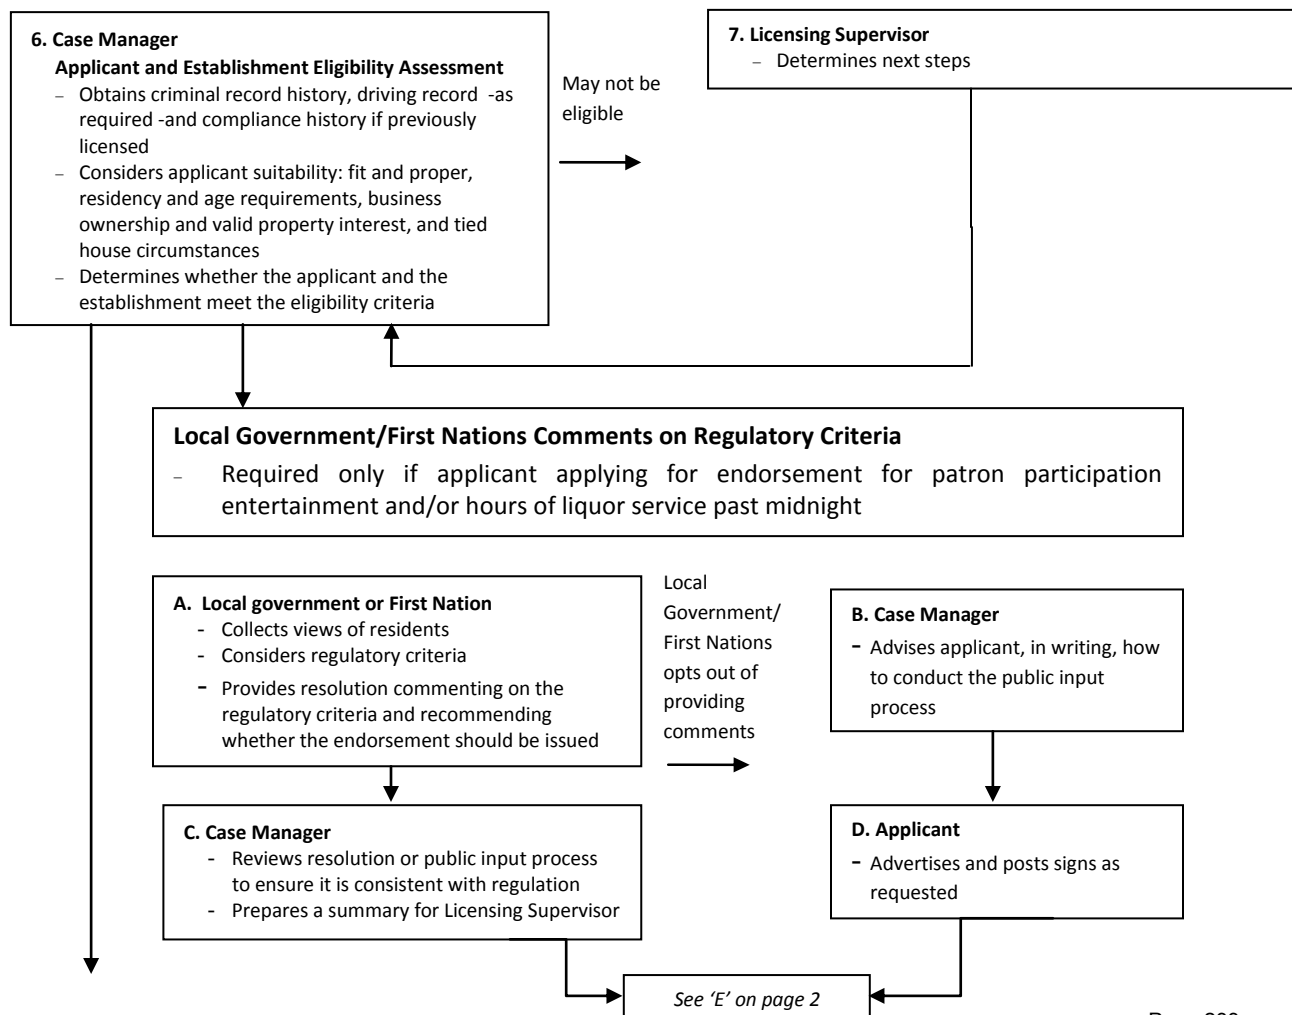 6. Case Manager
Applicant and Establishment Eligibility Assessment
– Obtains criminal record history, driving record -as
required -and compliance history if previously
licensed
– Considers applicant suitability: fit and proper,
residency and age requirements, business
ownership and valid property interest, and tied
house circumstances
– Determines whether the applicant and the
establishment meet the eligibility criteria
May not be
eligible
7. Licensing Supervisor
– Determines next steps
Local Government/First Nations Comments on Regulatory Criteria
– Required only if applicant applying for endorsement for patron participation
entertainment and/or hours of liquor service past midnight
A. Local government or First Nation
- Collects views of residents
- Considers regulatory criteria
- Provides resolution commenting on the
regulatory criteria and recommending
whether the endorsement should be issued
Local
Government/
First Nations
opts out of
providing
comments
B. Case Manager
- Advises applicant, in writing, how
to conduct the public input
process
C. Case Manager
- Reviews resolution or public input process
to ensure it is consistent with regulation
- Prepares a summary for Licensing Supervisor
D. Applicant
- Advertises and posts signs as
requested
See ‘E’ on page 2